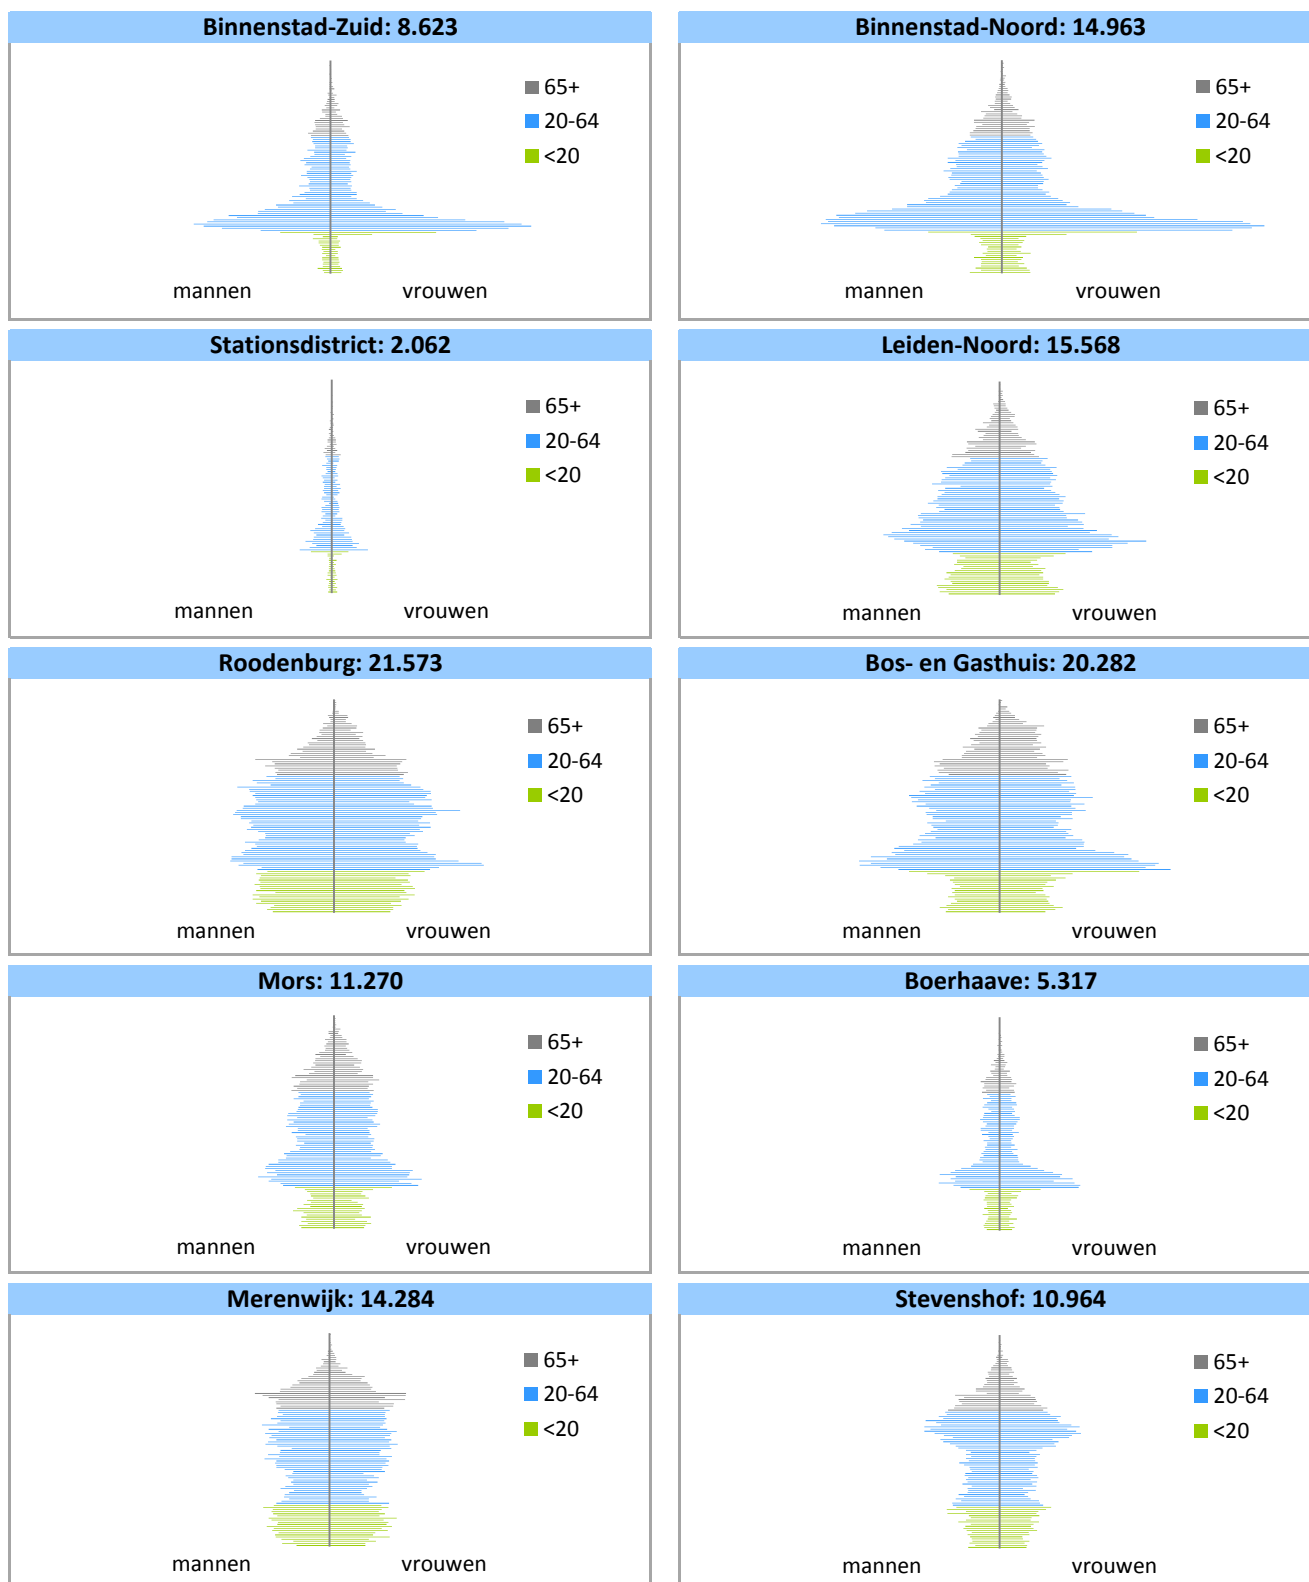 Binnenstad-Zuid: 8.623
65+
20-64
<20
mannen vrouwen
Binnenstad-Noord: 14.963
65+
20-64
<20
mannen vrouwen
Stationsdistrict: 2.062
65+
20-64
<20
mannen vrouwen
Leiden-Noord: 15.568
65+
20-64
<20
mannen vrouwen
Roodenburg: 21.573
65+
20-64
<20
mannen vrouwen
Bos- en Gasthuis: 20.282
65+
20-64
<20
mannen vrouwen
Mors: 11.270
65+
20-64
<20
mannen vrouwen
Boerhaave: 5.317
65+
20-64
<20
mannen vrouwen
Merenwijk: 14.284
65+
20-64
<20
mannen vrouwen
Stevenshof: 10.964
65+
20-64
<20
mannen vrouwen